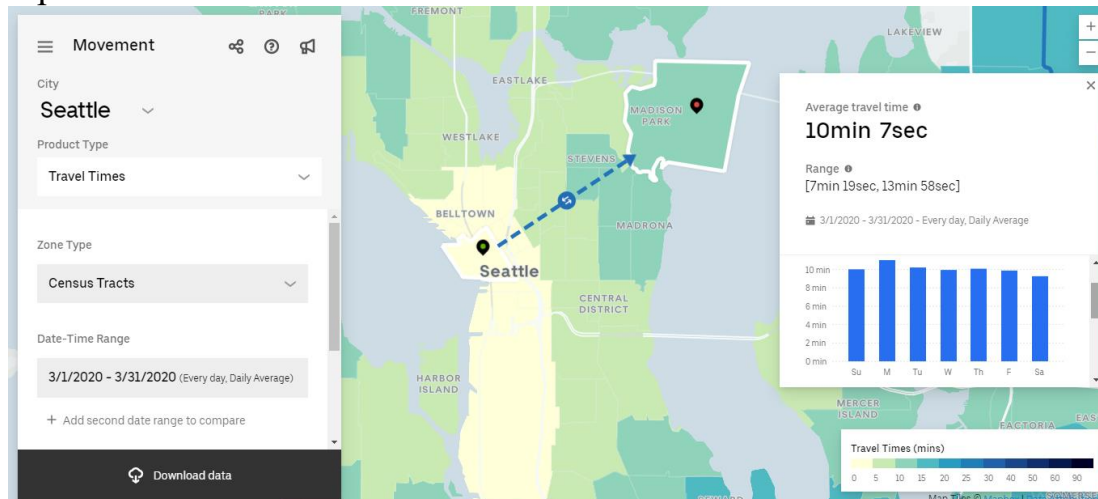 Movement
City
Seattle
Product Type
Travel Times
Zone Type
Census Tracts
Date-Time Range
3/1/2020 - 3/31/2020 (Every day, Daily Average)
+ Add second date range to compare
Download data
PARK
FREMONT
LAKEVIEW
EASTLAKE
MADISON
PARK
WESTLAKE
STEVENS
BELLTOWN
MADRONA
Seattle
CENTRAL
DISTRICT
HARBOR
ISLAND
MERCER
ISLAND
FACTORIA
EAS
+
−
Average travel time
10min 7sec
Range
[7min 19sec, 13min 58sec]
3/1/2020 - 3/31/2020 - Every day, Daily Average
10 min
8 min
6 min
4 min
2 min
0 min
Su M Tu W Th F Sa
Travel Times (mins)
0 5 10 15 20 25 30 40 50 60 90
Map Tiles ©